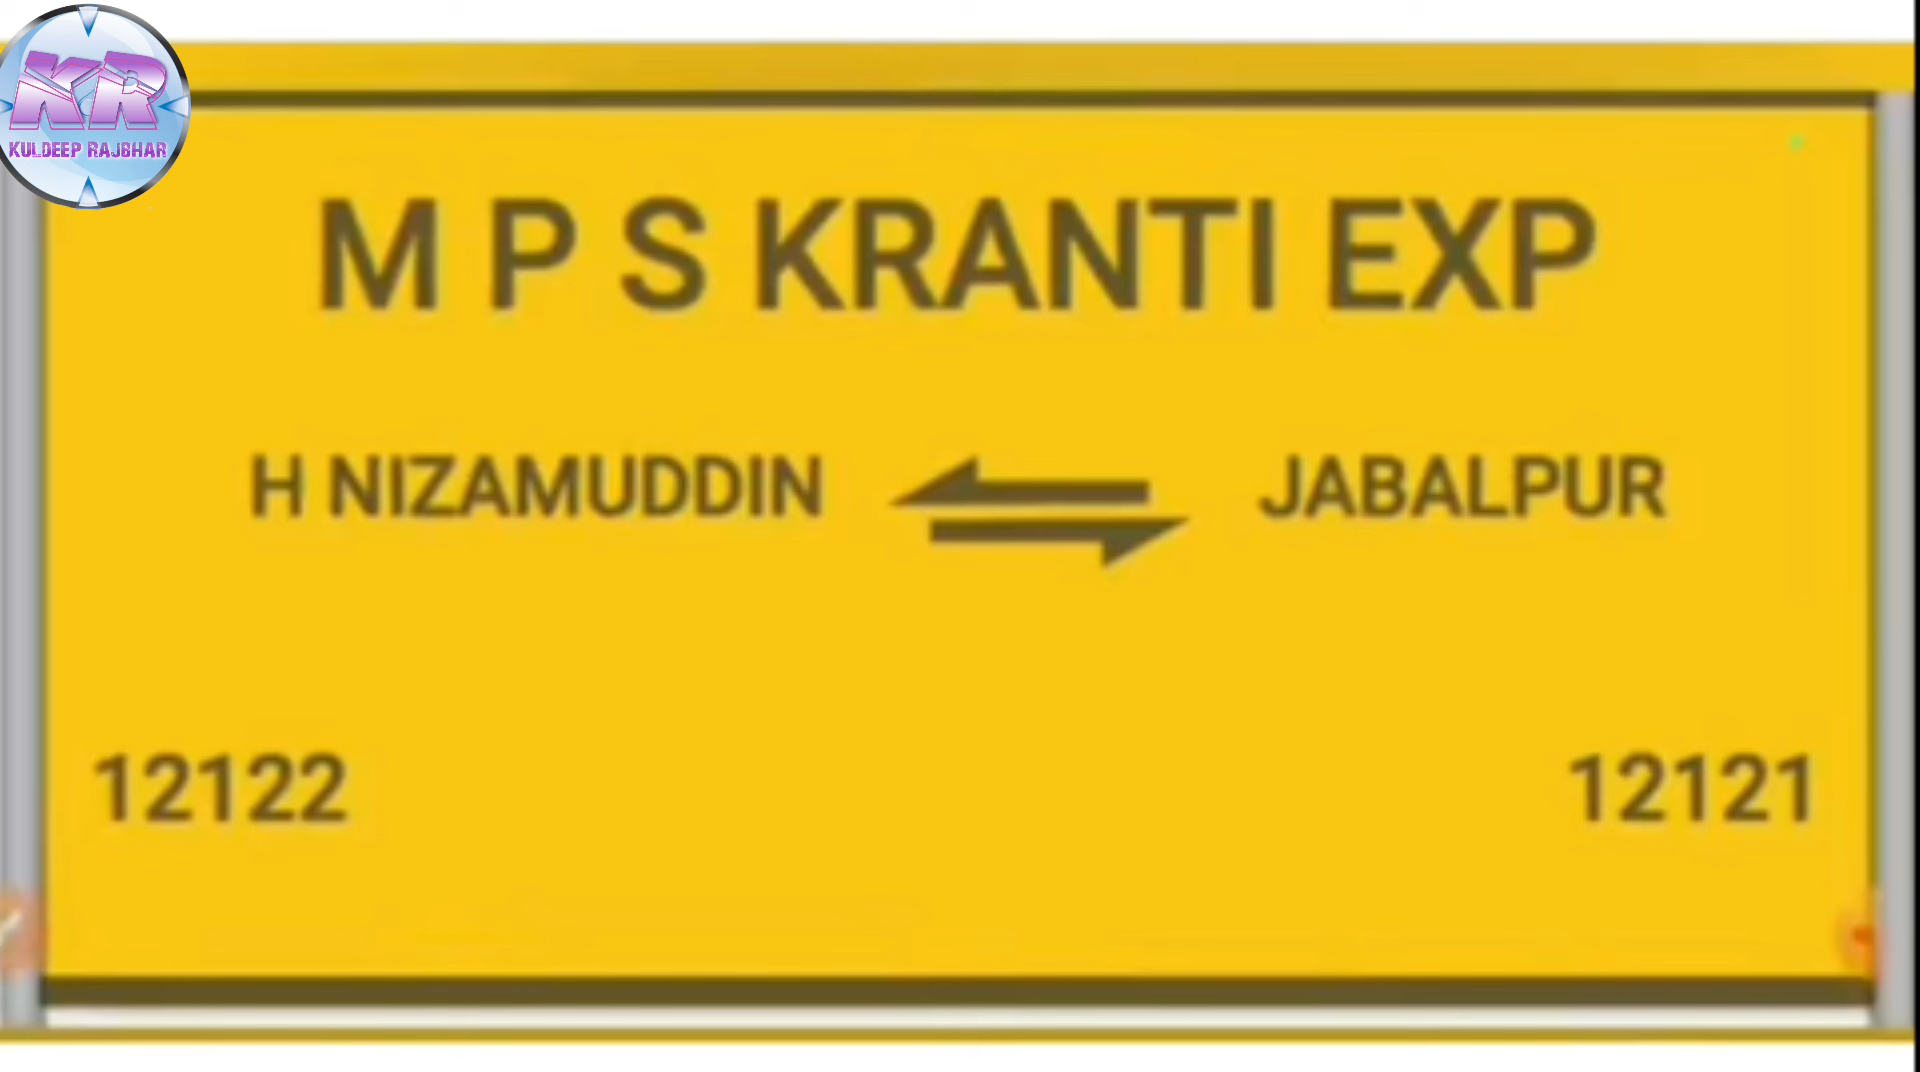 KR
KULDEEP RAJBHAR
M P S KRANTI EXP
H NIZAMUDDIN JABALPUR
12122 12121